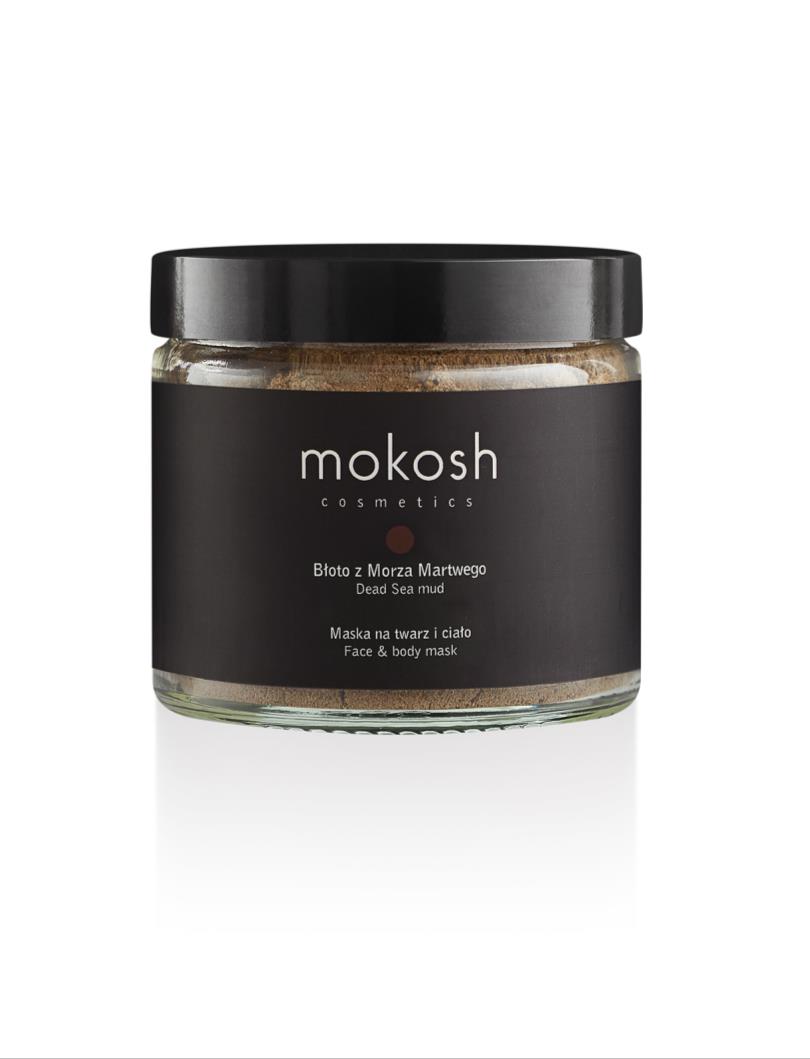 mokosh
cosmetics
Błoto z Morza Martwego
Dead Sea mud
Maska na twarz i ciało
Face & body mask